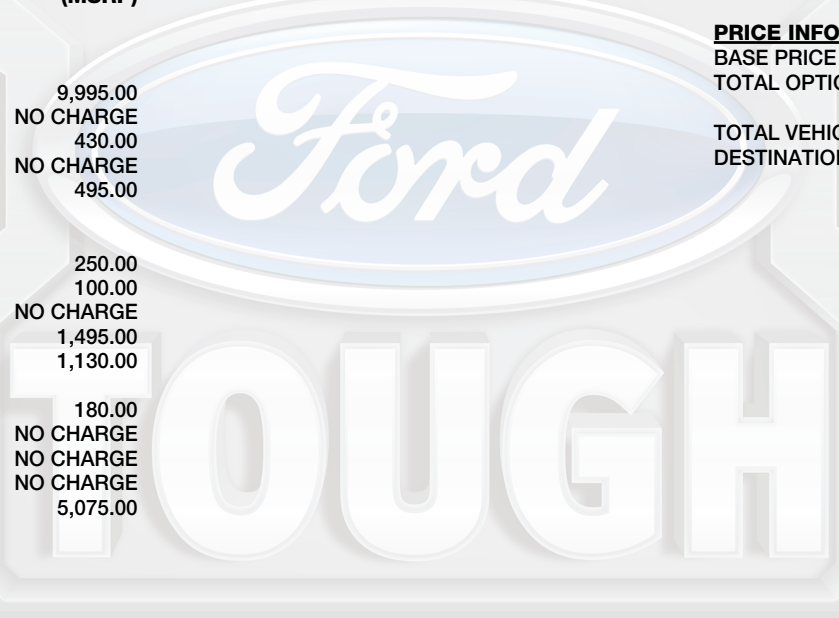 (MSRP)
9,995.00
NO CHARGE
430.00
NO CHARGE
495.00
250.00
100.00
NO CHARGE
1,495.00
1,130.00
180.00
NO CHARGE
NO CHARGE
NO CHARGE
5,075.00
PRICE INFO
BASE PRICE
TOTAL OPTIO
TOTAL VEHIC
DESTINATION
Ford
TOUGH